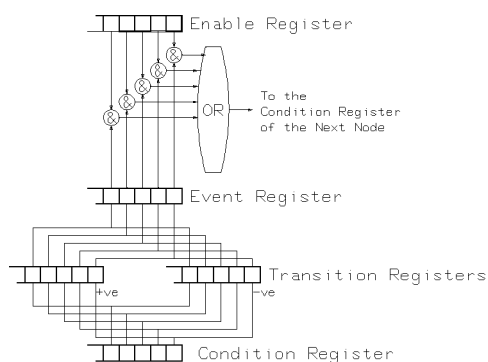 Enable Register
&
&
&
&
&
OR
To the
Condition Register
of the Next Node
Event Register
Transition Registers
+ve
-ve
Condition Register